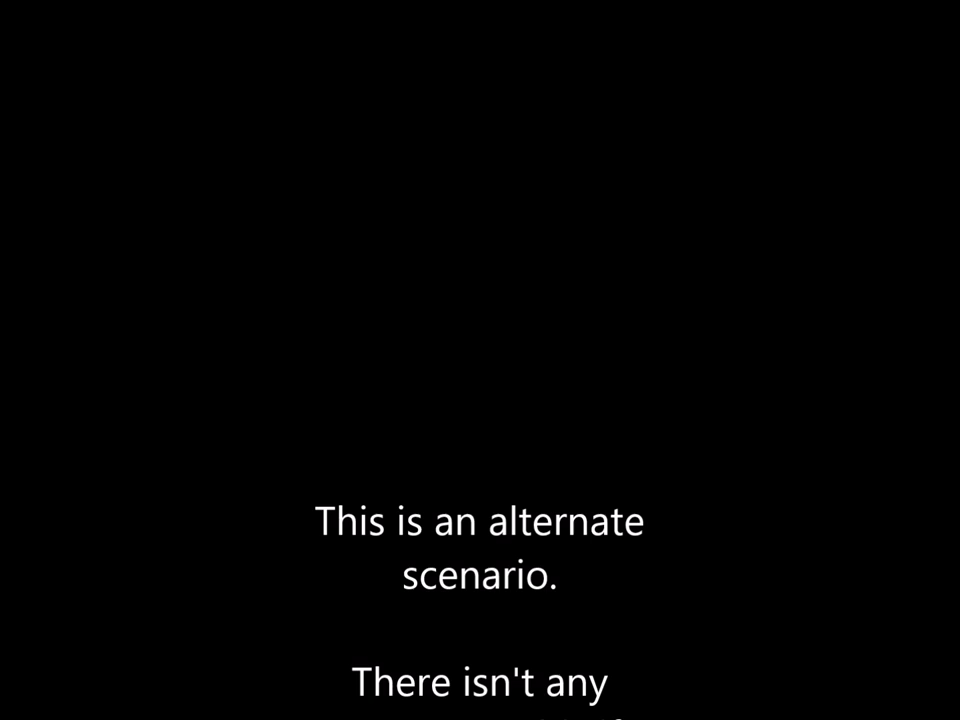 This is an alternate
scenario.
There isn't any